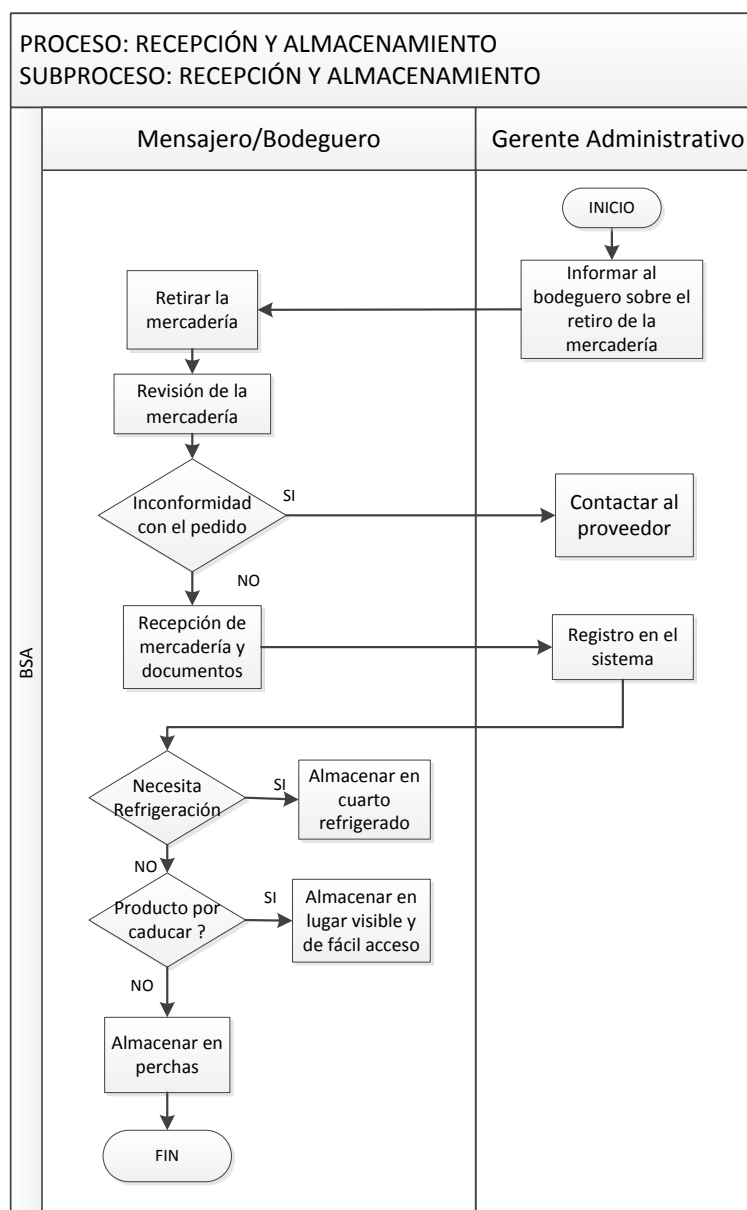 PROCESO: RECEPCIÓN Y ALMACENAMIENTO
SUBPROCESO: RECEPCIÓN Y ALMACENAMIENTO
BSA
Mensajero/Bodeguero
Gerente Administrativo
INICIO
Informar al
bodeguero sobre el
retiro de la
mercadería
Retirar la
mercadería
Revisión de la
mercadería
Inconformidad
con el pedido
SI
Contactar al
proveedor
NO
Recepción de
mercadería y
documentos
Registro en el
sistema
Necesita
Refrigeración
SI
Almacenar en
cuarto
refrigerado
NO
Producto por
caducar ?
SI
Almacenar en
lugar visible y
de fácil acceso
NO
Almacenar en
perchas
FIN